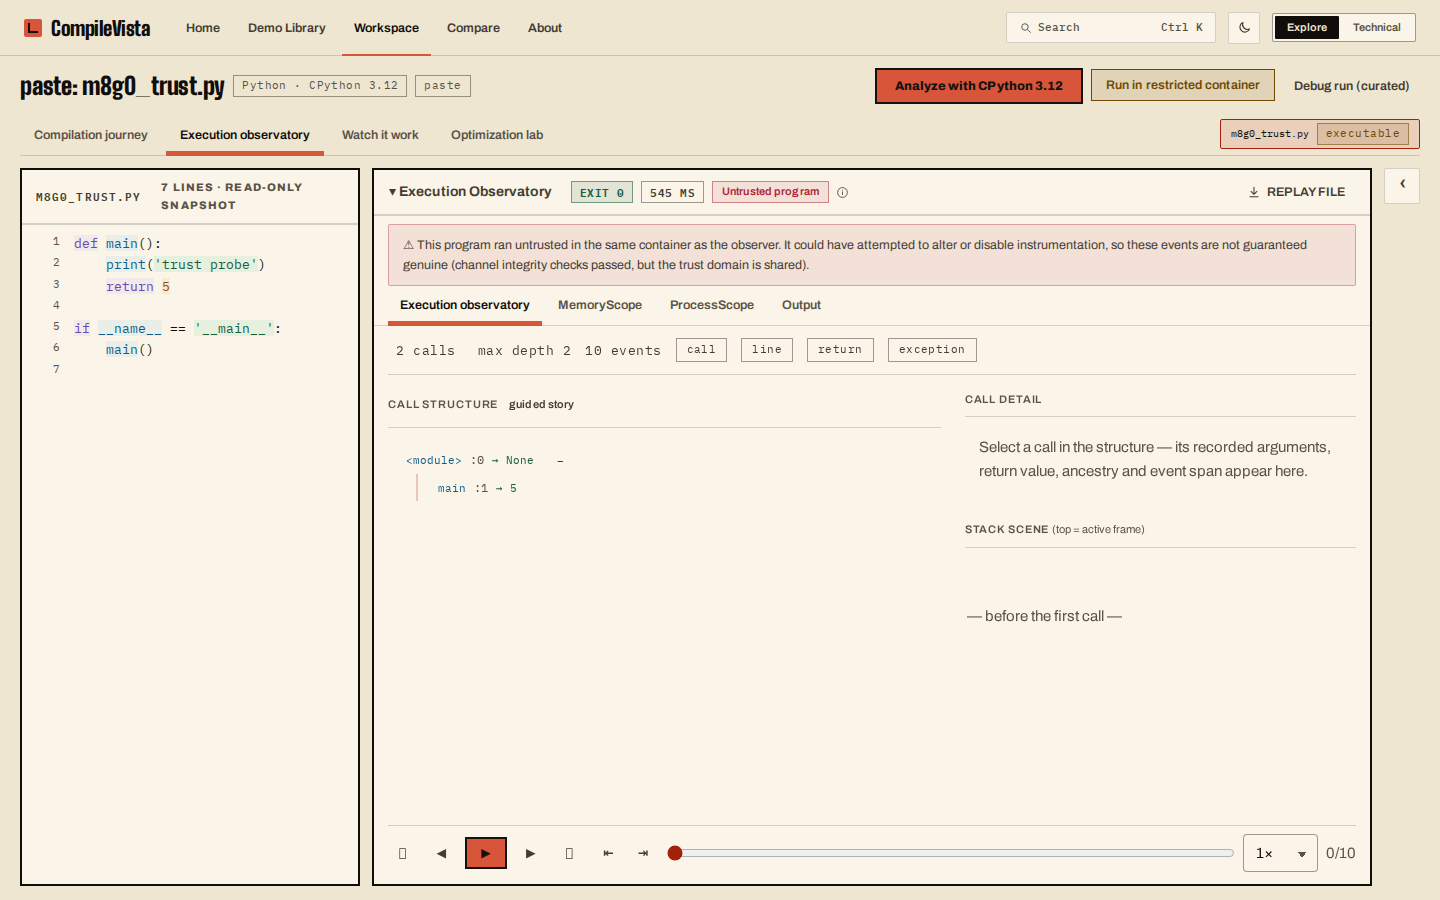 CompileVista
Home
Demo Library
Workspace
Compare
About
Search
Ctrl K
Explore
Technical
paste: m8g0_trust.py
Python · CPython 3.12
paste
Analyze with CPython 3.12
Run in restricted container
Debug run (curated)
Compilation journey
Execution observatory
Watch it work
Optimization lab
m8g0_trust.py
executable
M8G0_TRUST.PY
7 LINES · READ-ONLY
SNAPSHOT
1 def main():
2     print('trust probe')
3     return 5
4
5 if __name__ == '__main__':
6     main()
7
▾ Execution Observatory
EXIT 0
545 MS
Untrusted program
REPLAY FILE
⚠ This program ran untrusted in the same container as the observer. It could have attempted to alter or disable instrumentation, so these events are not guaranteed
genuine (channel integrity checks passed, but the trust domain is shared).
Execution observatory
MemoryScope
ProcessScope
Output
2 calls
max depth 2
10 events
call
line
return
exception
CALL STRUCTURE guided story
<module> :0 → None –
main :1 → 5
CALL DETAIL
Select a call in the structure — its recorded arguments,
return value, ancestry and event span appear here.
STACK SCENE (top = active frame)
— before the first call —
1×
0/10